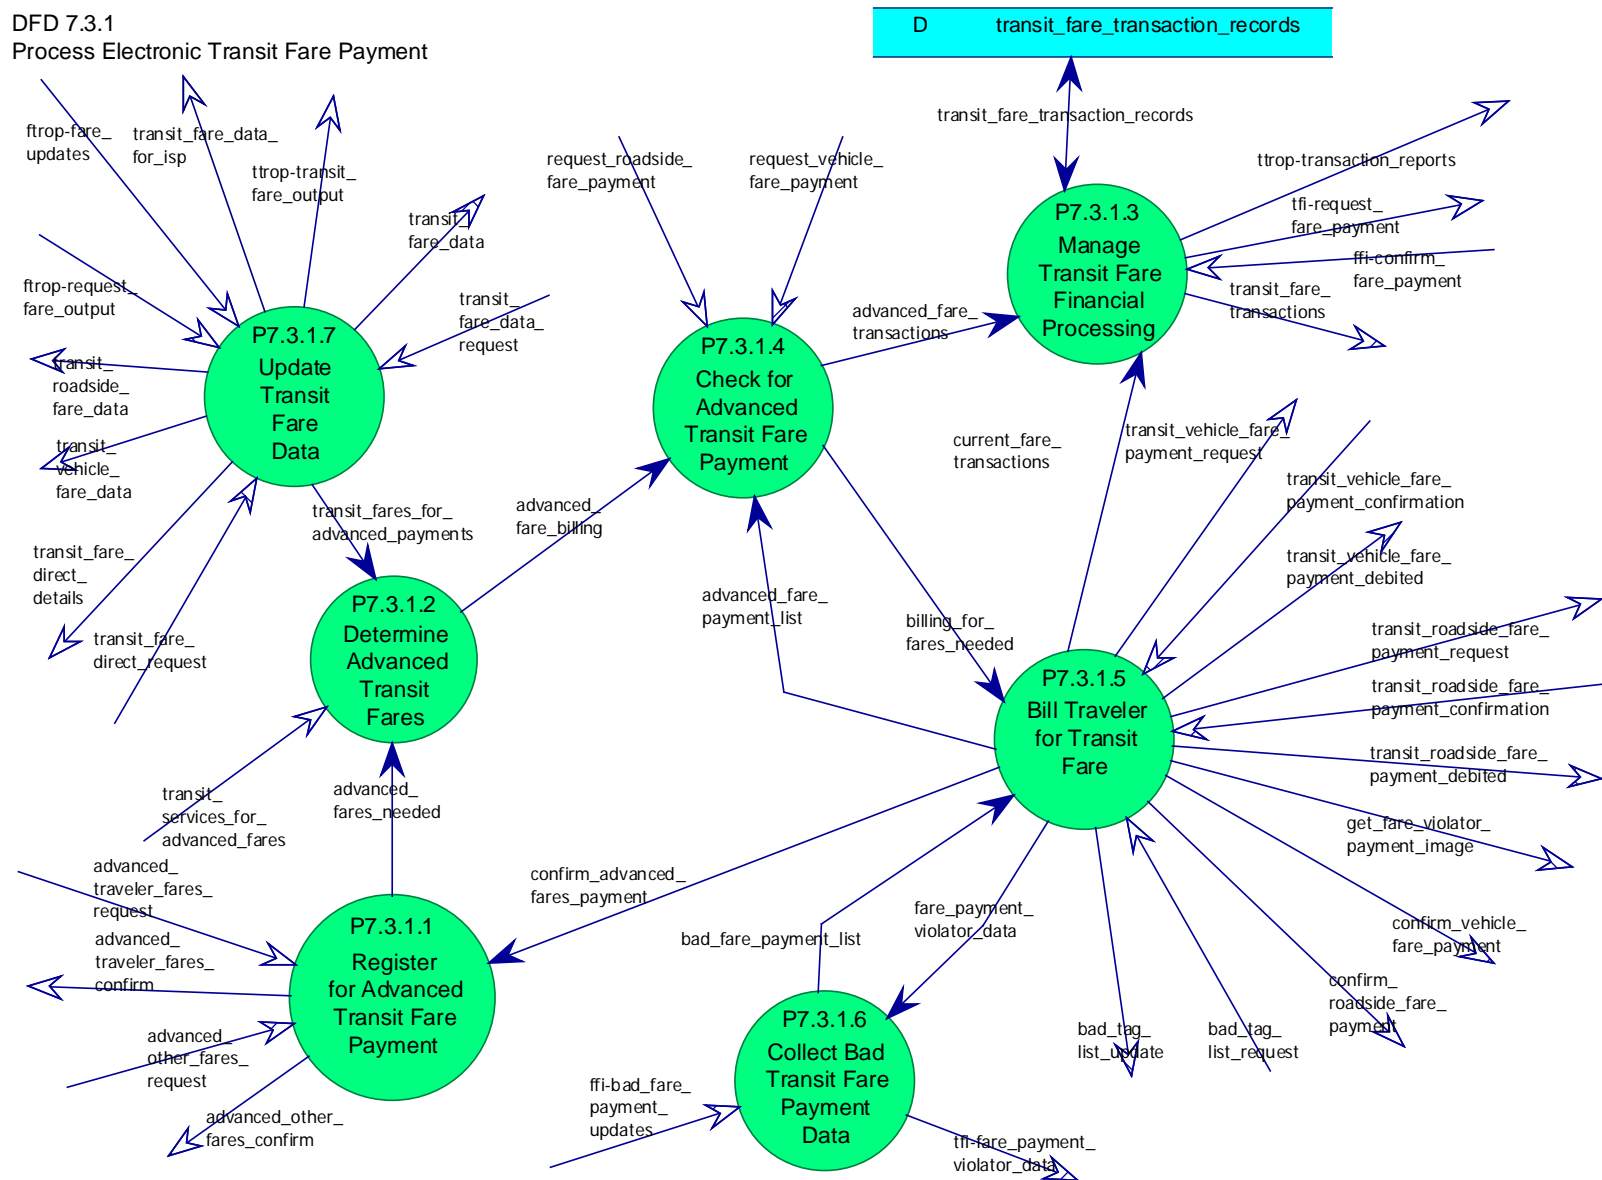 DFD 7.3.1
Process Electronic Transit Fare Payment
D transit_fare_transaction_records
transit_fare_transaction_records
ftrop-fare_
updates
transit_fare_data_
for_isp
ttrop-transit_
fare_output
transit_
fare_data
ftrop-request_
fare_output
transit_
fare_data_
request
transit_
roadside_
fare_data
transit_
vehicle_
fare_data
transit_fare_
direct_
details
transit_fare_
direct_request
P7.3.1.7
Update
Transit
Fare
Data
transit_fares_for_
advanced_payments
request_roadside_
fare_payment
request_vehicle_
fare_payment
P7.3.1.4
Check for
Advanced
Transit Fare
Payment
advanced_fare_
transactions
P7.3.1.3
Manage
Transit Fare
Financial
Processing
ttrop-transaction_reports
tfi-request_
fare_payment
ffi-confirm_
fare_payment
transit_fare_
transactions
advanced_
fare_billing
current_fare_
transactions
transit_vehicle_fare_
payment_request
transit_vehicle_fare_
payment_confirmation
transit_vehicle_fare_
payment_debited
P7.3.1.2
Determine
Advanced
Transit
Fares
advanced_fare_
payment_list
billing_for_
fares_needed
P7.3.1.5
Bill Traveler
for Transit
Fare
transit_roadside_fare_
payment_request
transit_roadside_fare_
payment_confirmation
transit_roadside_fare_
payment_debited
get_fare_violator_
payment_image
confirm_vehicle_
fare_payment
confirm_
roadside_fare_
payment
transit_
services_for_
advanced_fares
advanced_
fares_needed
advanced_
traveler_fares_
request
advanced_
traveler_fares_
confirm
advanced_
other_fares_
request
advanced_other_
fares_confirm
P7.3.1.1
Register
for Advanced
Transit Fare
Payment
confirm_advanced_
fares_payment
bad_fare_payment_list
fare_payment_
violator_data
bad_tag_
list_update
bad_tag_
list_request
P7.3.1.6
Collect Bad
Transit Fare
Payment
Data
ffi-bad_fare_
payment_
updates
tfi-fare_payment_
violator_data